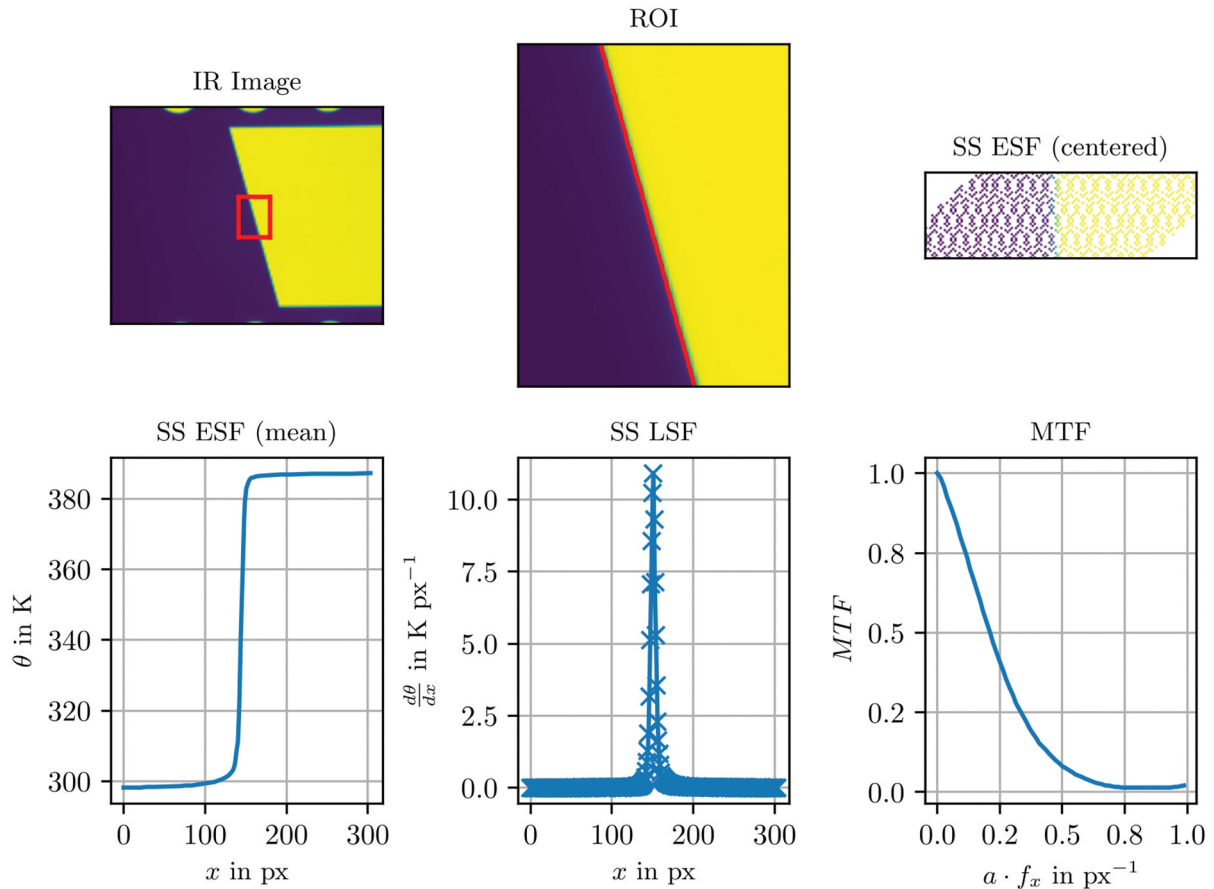 IR Image
ROI
SS ESF (centered)
SS ESF (mean)
380
360
340
320
300
θ in K
0 100 200 300
x in px
SS LSF
10.0
7.5
5.0
2.5
0.0
dθ/dx in K px⁻¹
0 100 200 300
x in px
MTF
1.0
0.8
0.5
0.2
0.0
MTF
0.0 0.2 0.5 0.8 1.0
a · fₓ in px⁻¹